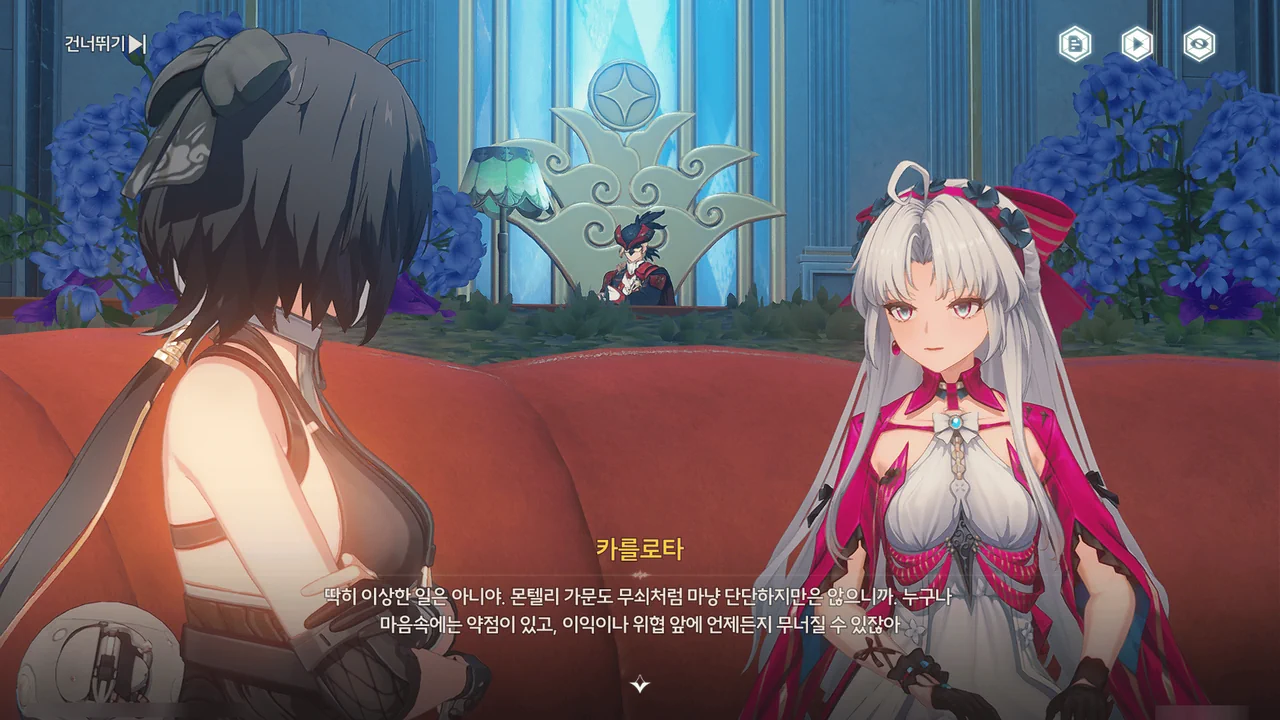 건너뛰기
카를로타
딱히 이상한 일은 아니야. 몬텔리 가문도 무쇠처럼 마냥 단단하지만은 않으니까. 누구나
마음속에는 약점이 있고, 이익이나 위협 앞에 언제든지 무너질 수 있잖아